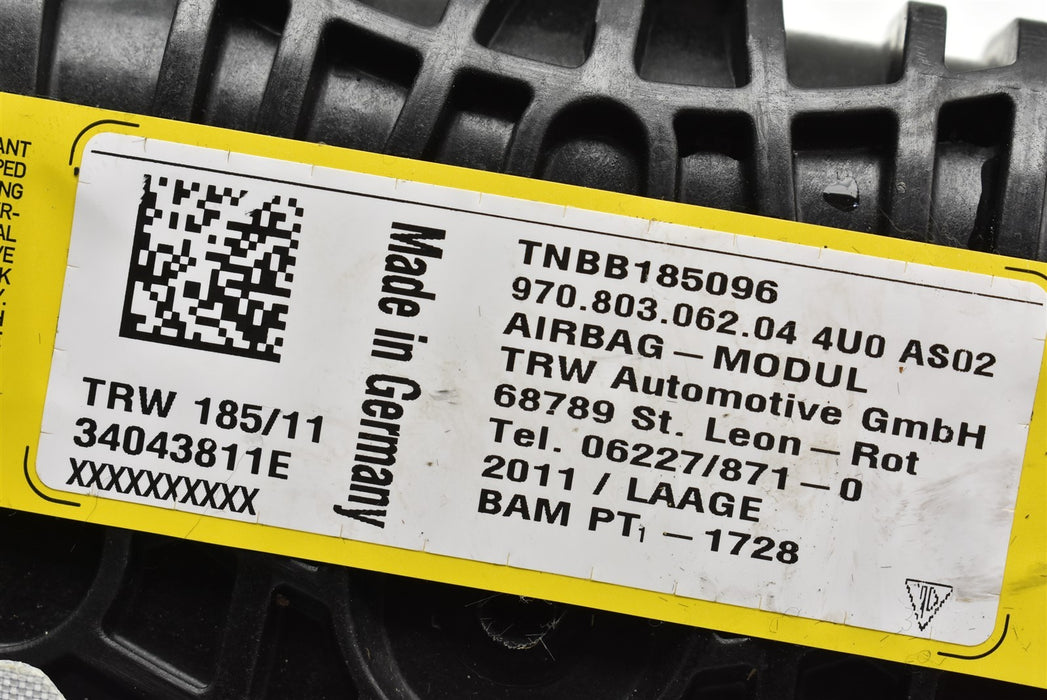 TRW 185/11
34043811E
XXXXXXXXXX
Made in Germany
TNBB185096
970.803.062.04 4U0 AS02
AIRBAG – MODUL
TRW Automotive GmbH
68789 St. Leon – Rot
Tel. 06227/871 – 0
2011 / LAAGE
BAM PT₁ – 1728